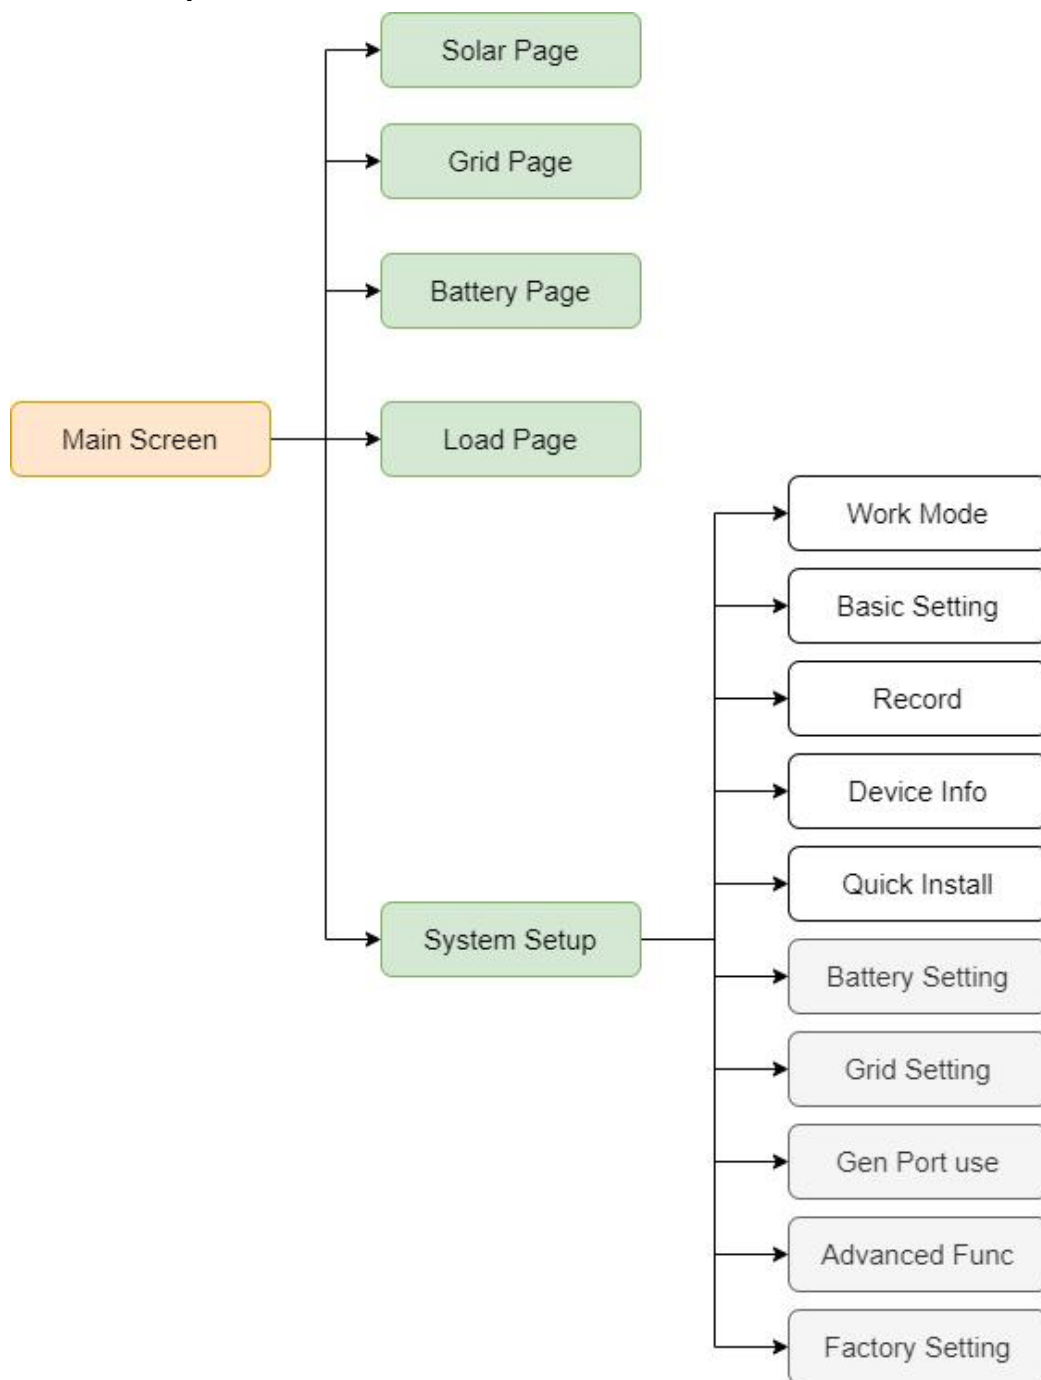 Solar Page
Grid Page
Battery Page
Main Screen
Load Page
Work Mode
Basic Setting
Record
Device Info
Quick Install
System Setup
Battery Setting
Grid Setting
Gen Port use
Advanced Func
Factory Setting